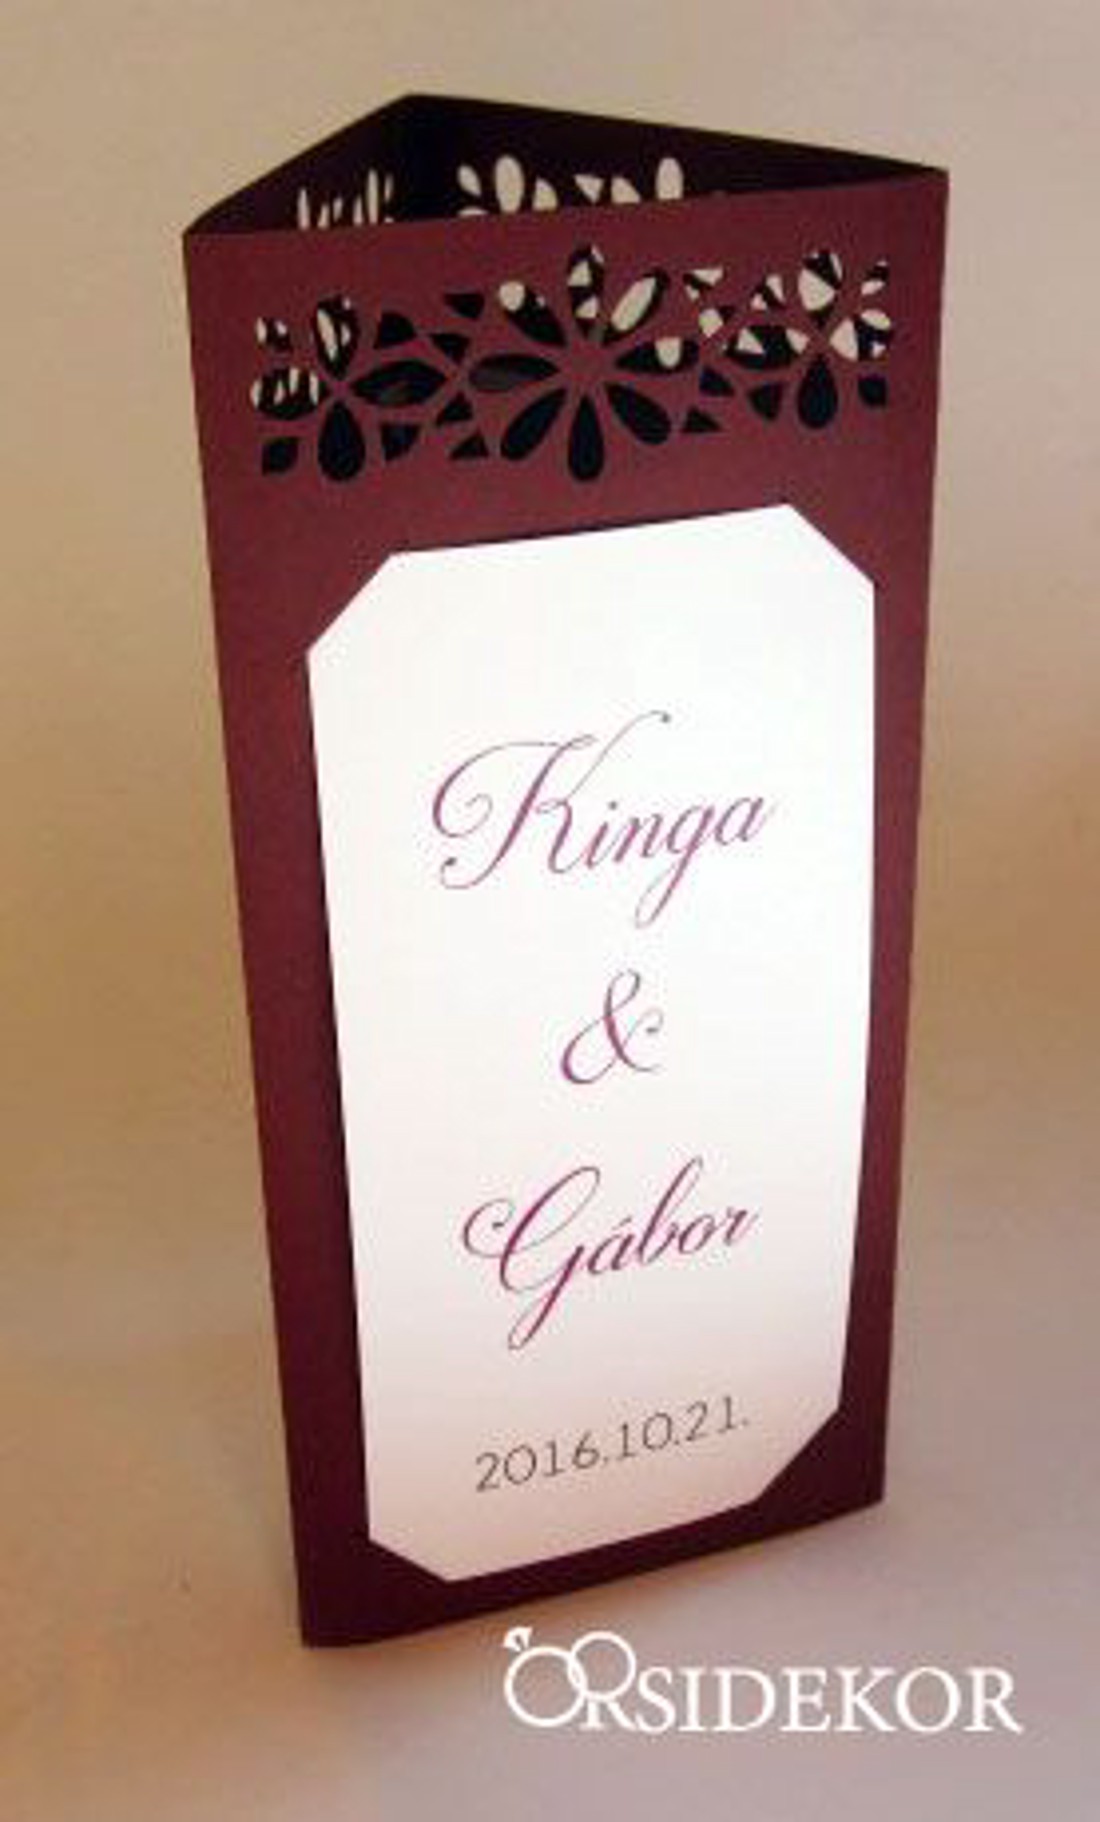 Kinga
&
Gábor
2016.10.21.
ORSIDEKOR